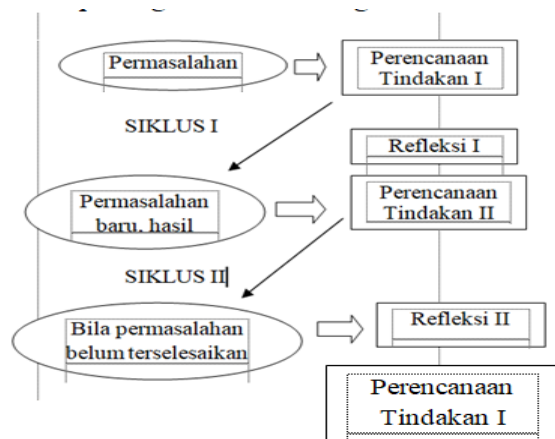 Permasalahan
Perencanaan
Tindakan I
SIKLUS I
Refleksi I
Permasalahan
baru, hasil
Perencanaan
Tindakan II
SIKLUS II
Bila permasalahan
belum terselesaikan
Refleksi II
Perencanaan
Tindakan I